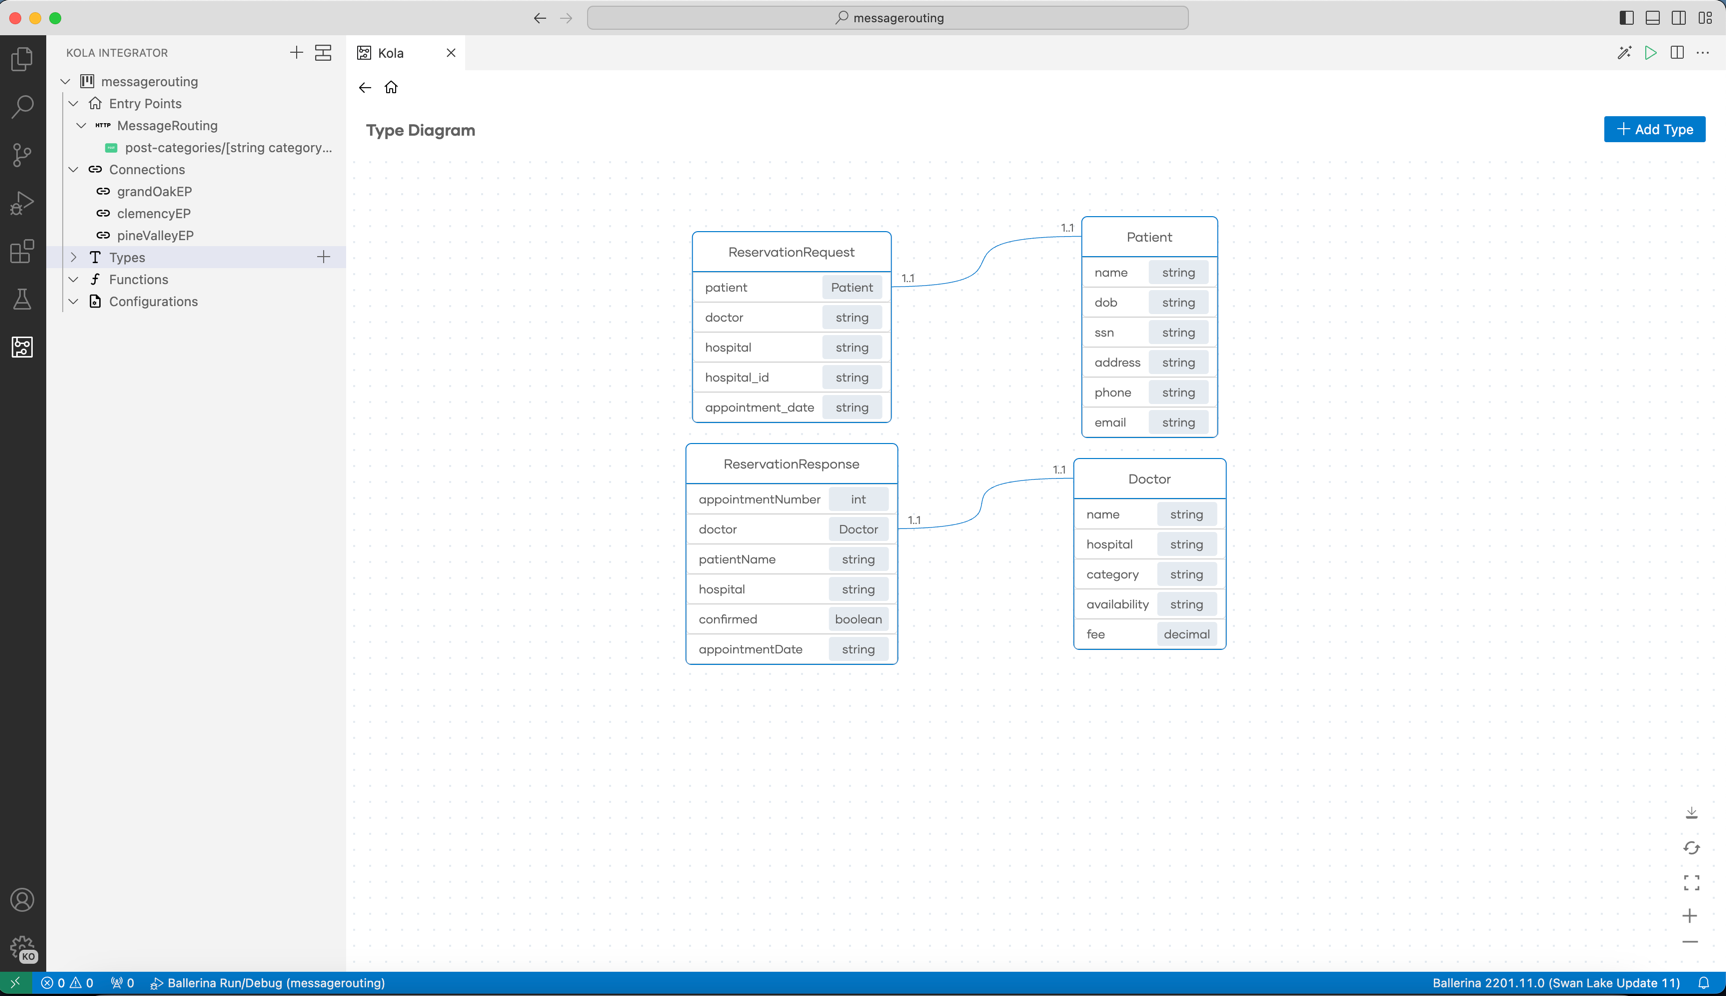 messagerouting
KOLA INTEGRATOR
Kola
messagerouting
Entry Points
HTTP MessageRouting
post-categories/[string category...
Connections
grandOakEP
clemencyEP
pineValleyEP
Types
Functions
Configurations
Type Diagram
Add Type
ReservationRequest
patient Patient
doctor string
hospital string
hospital_id string
appointment_date string
1..1
1..1
Patient
name string
dob string
ssn string
address string
phone string
email string
ReservationResponse
appointmentNumber int
doctor Doctor
patientName string
hospital string
confirmed boolean
appointmentDate string
1..1
1..1
Doctor
name string
hospital string
category string
availability string
fee decimal
KO
0 0 0 Ballerina Run/Debug (messagerouting)
Ballerina 2201.11.0 (Swan Lake Update 11)